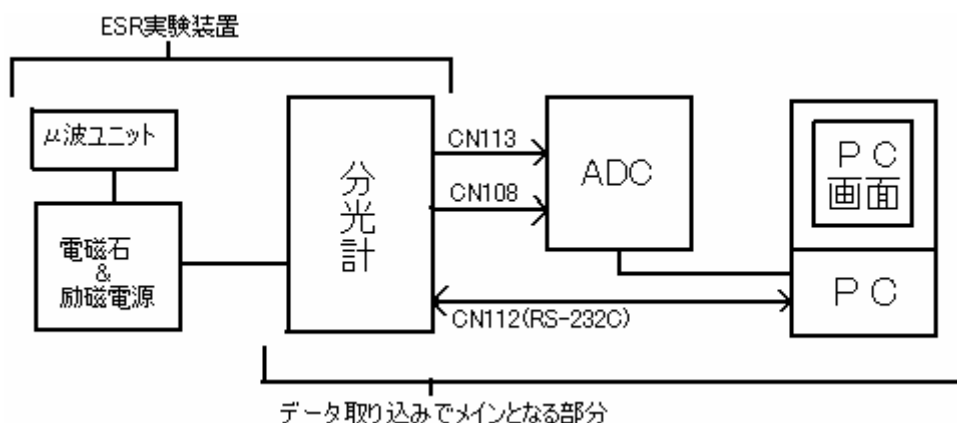 ESR実験装置
μ波ユニット
電磁石
&
励磁電源
分光計
CN113
CN108
ADC
PC
画面
PC
CN112(RS-232C)
データ取り込みでメインとなる部分